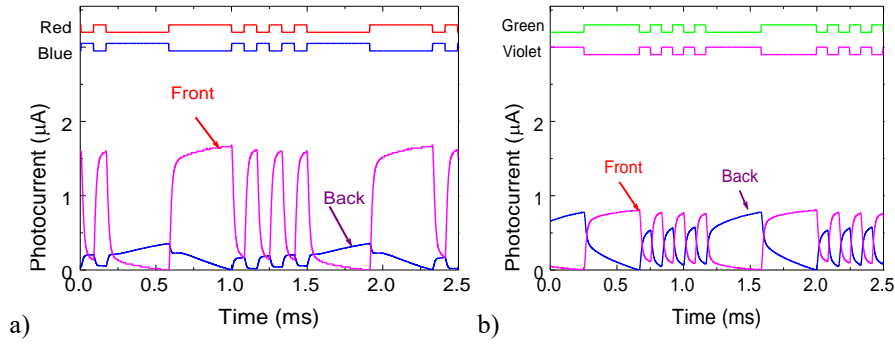 Red
Blue
Front
Back
Photocurrent (μA)
2
1
0
0.0 0.5 1.0 1.5 2.0 2.5
Time (ms)
a)
Green
Violet
Front
Back
Photocurrent (μA)
2
1
0
0.0 0.5 1.0 1.5 2.0 2.5
Time (ms)
b)